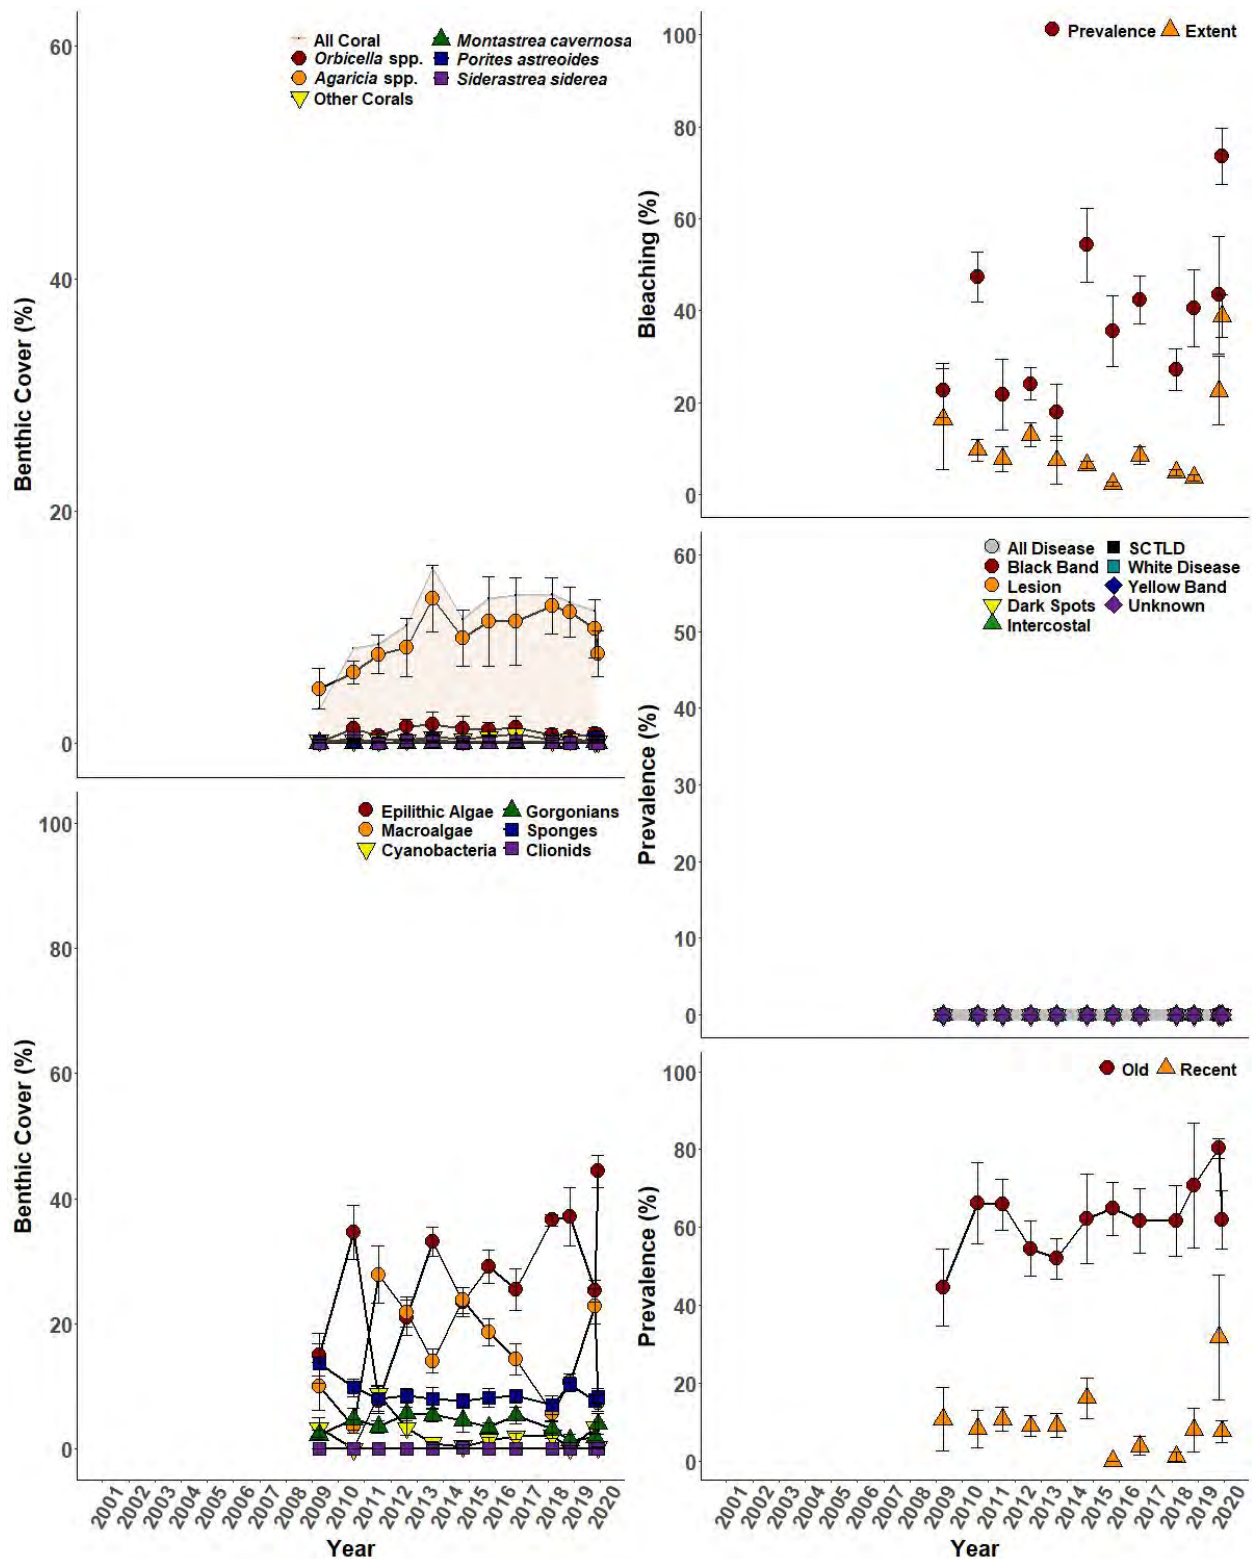 All Coral
Orbicella spp.
Agaricia spp.
Other Corals
Montastrea cavernosa
Porites astreoides
Siderastrea siderea
60
40
20
0
Benthic Cover (%)
Epilithic Algae
Macroalgae
Cyanobacteria
Gorgonians
Sponges
Clionids
100
80
60
40
20
0
Benthic Cover (%)
2001 2002 2003 2004 2005 2006 2007 2008 2009 2010 2011 2012 2013 2014 2015 2016 2017 2018 2019 2020
Year
Prevalence Extent
100
80
60
40
20
0
Bleaching (%)
All Disease
Black Band
Lesion
Dark Spots
Intercostal
SCTLD
White Disease
Yellow Band
Unknown
60
50
40
30
20
10
0
Prevalence (%)
Old Recent
100
80
60
40
20
0
Prevalence (%)
2001 2002 2003 2004 2005 2006 2007 2008 2009 2010 2011 2012 2013 2014 2015 2016 2017 2018 2019 2020
Year